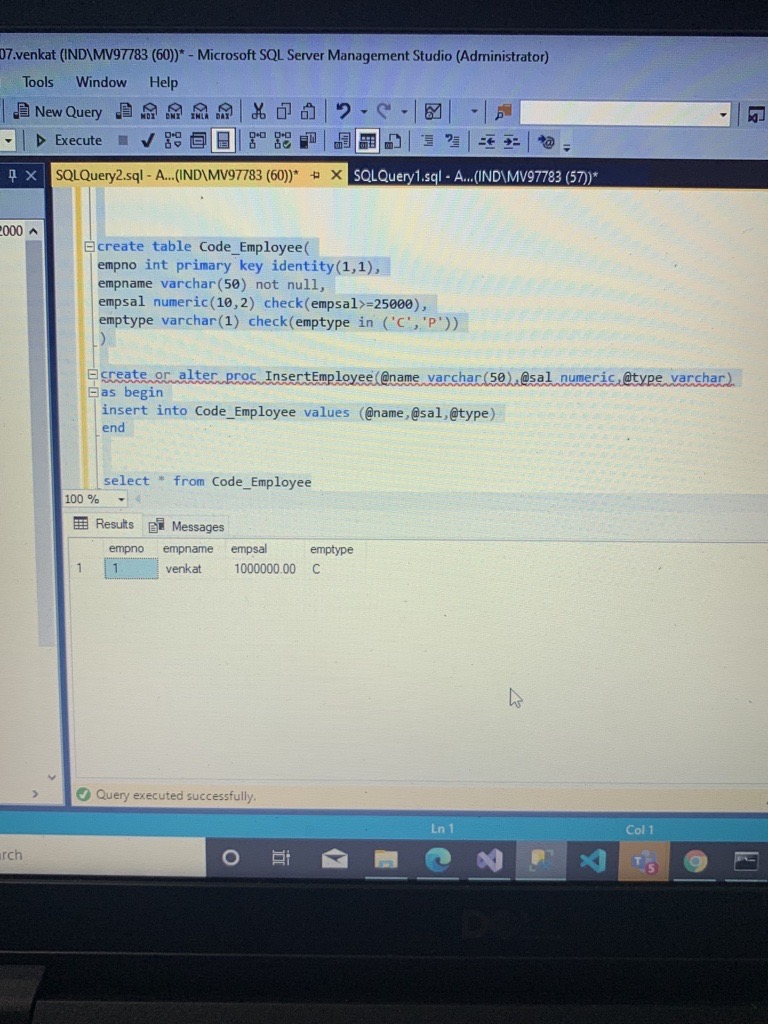 07.venkat (IND\MV97783 (60))* - Microsoft SQL Server Management Studio (Administrator)
Tools Window Help
New Query MDX DMX XMLA DAX
Execute
SQLQuery2.sql - A...(IND\MV97783 (60))* SQLQuery1.sql - A...(IND\MV97783 (57))*
2000
create table Code_Employee(
empno int primary key identity(1,1),
empname varchar(50) not null,
empsal numeric(10,2) check(empsal>=25000),
emptype varchar(1) check(emptype in ('C','P'))
)
create or alter proc InsertEmployee(@name varchar(50),@sal numeric,@type varchar)
as begin
insert into Code_Employee values (@name,@sal,@type)
end
select * from Code_Employee
100 %
Results Messages
empno empname empsal emptype
1 1 venkat 1000000.00 C
Query executed successfully.
Ln 1 Col 1
rch
DELL